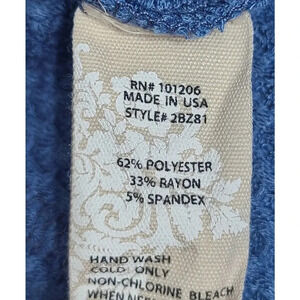 RN# 101206
MADE IN USA
STYLE# 2BZ81
62% POLYESTER
33% RAYON
5% SPANDEX
HAND WASH
COLD ONLY
NON-CHLORINE BLEACH
WHEN